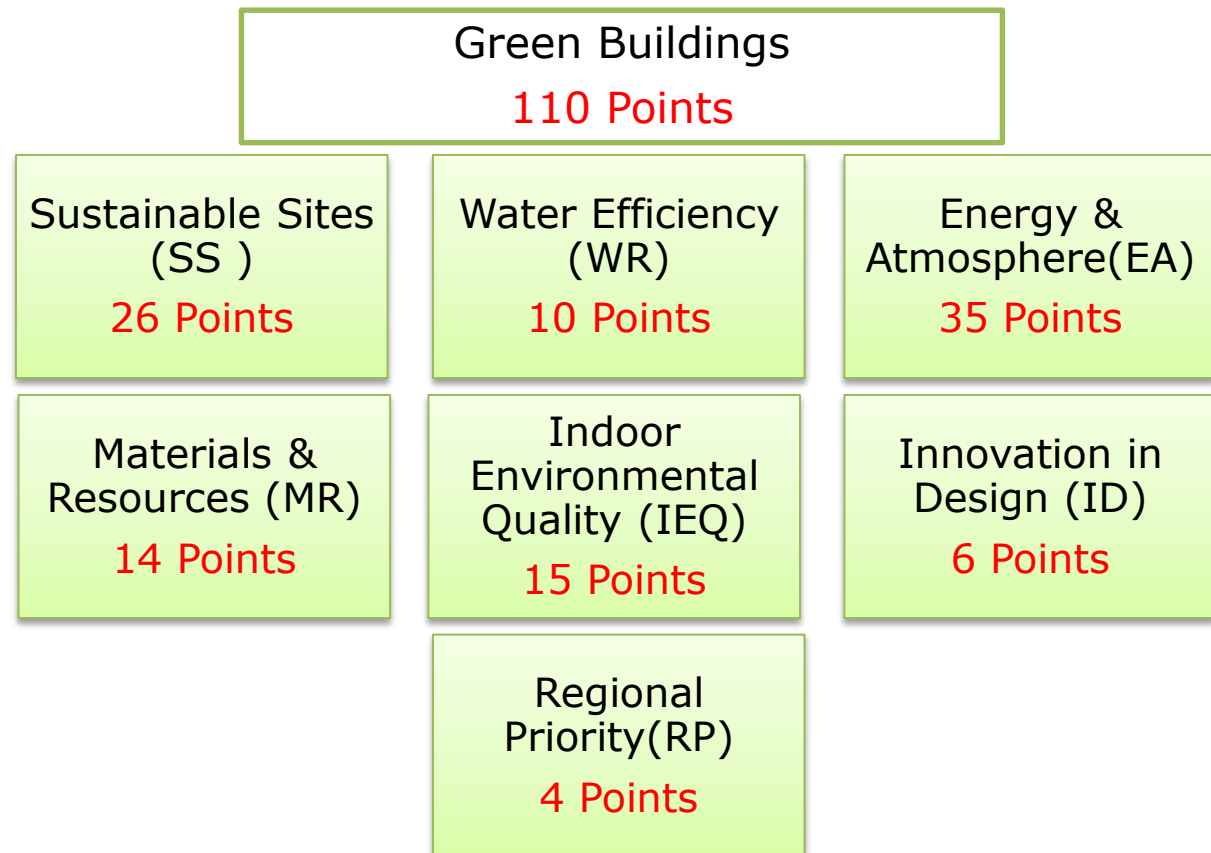 Green Buildings
110 Points
Sustainable Sites
(SS )
26 Points
Water Efficiency
(WR)
10 Points
Energy &
Atmosphere(EA)
35 Points
Materials &
Resources (MR)
14 Points
Indoor
Environmental
Quality (IEQ)
15 Points
Innovation in
Design (ID)
6 Points
Regional
Priority(RP)
4 Points